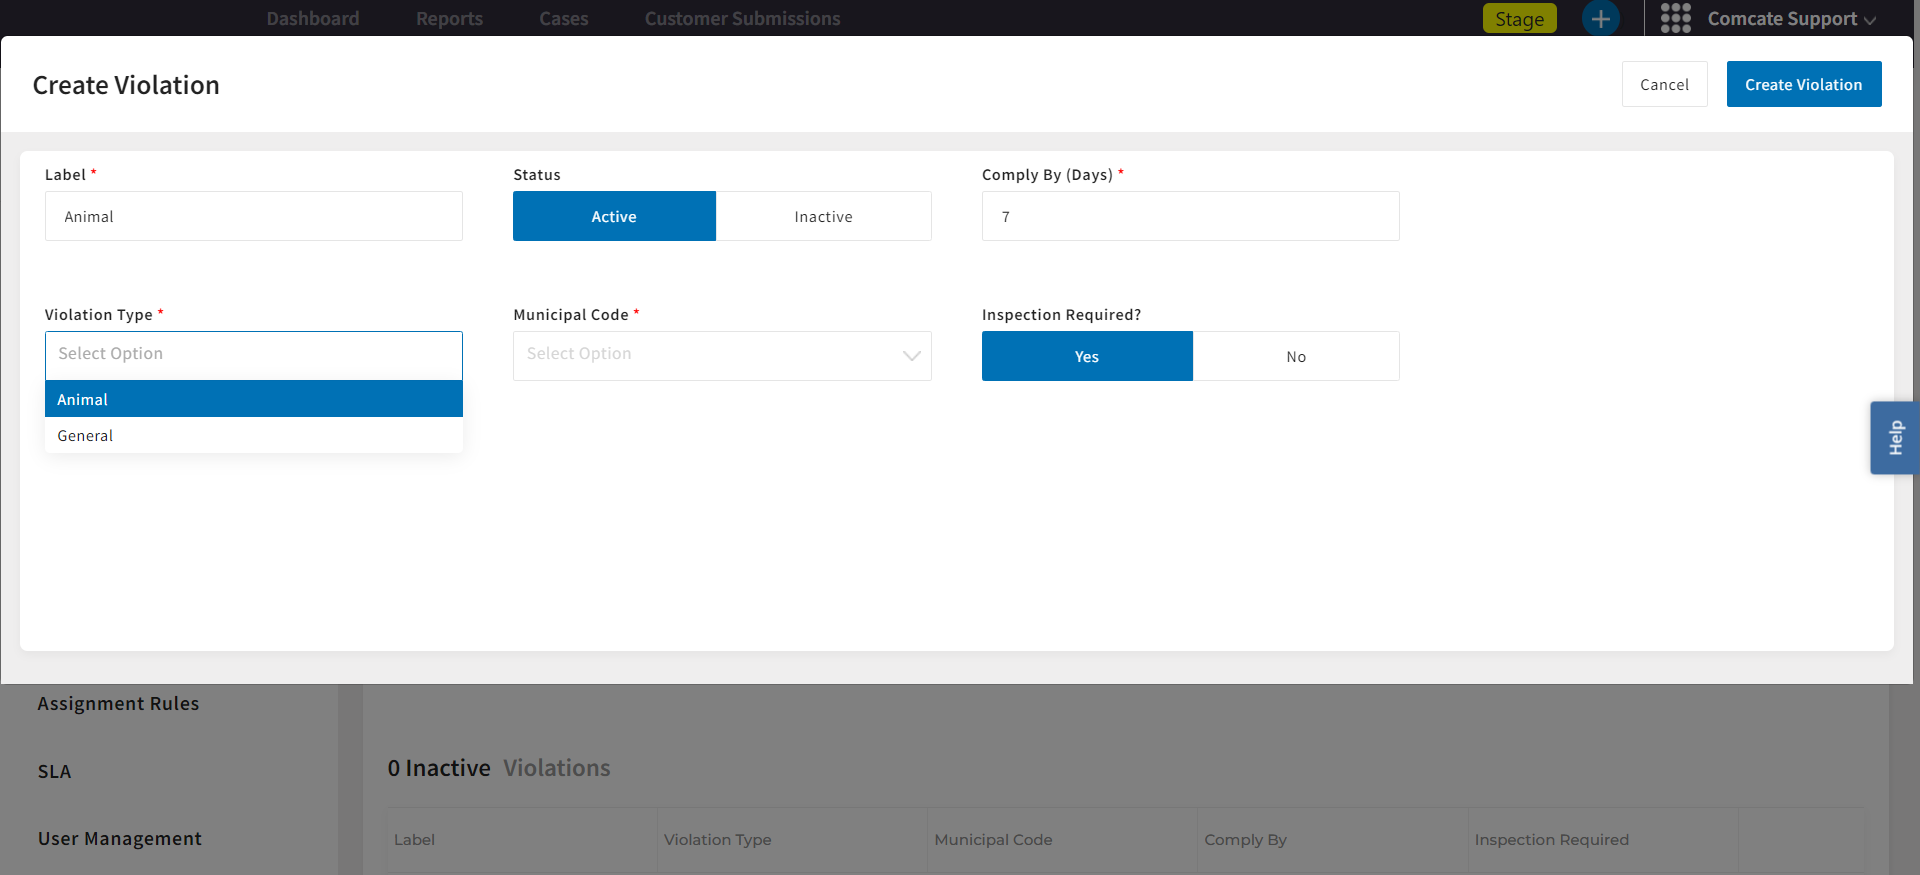 Dashboard Reports Cases Customer Submissions Stage Comcate Support
Create Violation Cancel Create Violation
Label * Status Comply By (Days) *
Animal Active Inactive 7
Violation Type * Municipal Code * Inspection Required?
Select Option Select Option Yes No
Animal
General
Help
Assignment Rules
0 Inactive Violations
SLA
User Management
Label Violation Type Municipal Code Comply By Inspection Required